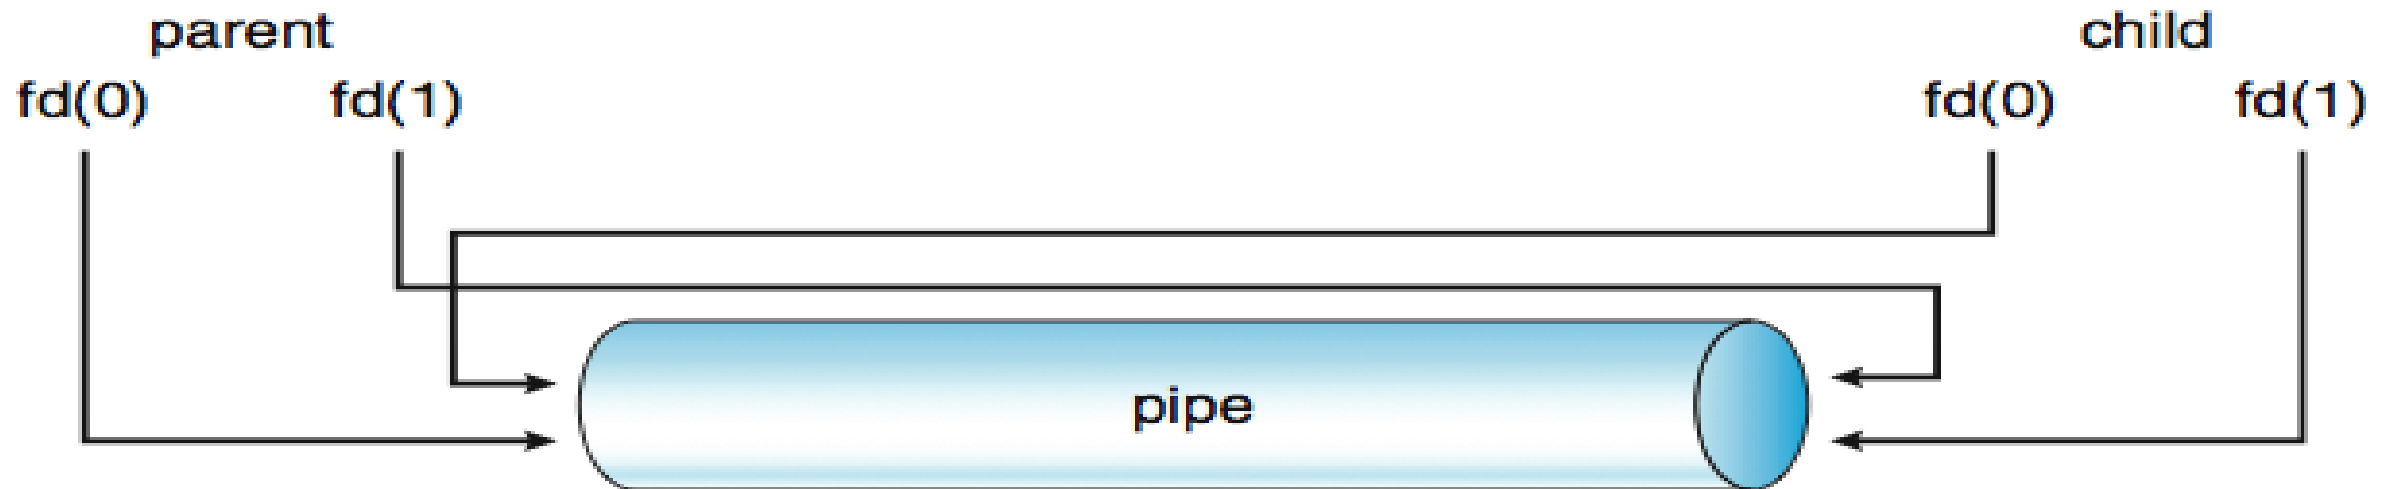 parent child
fd(0) fd(1) fd(0) fd(1)
pipe